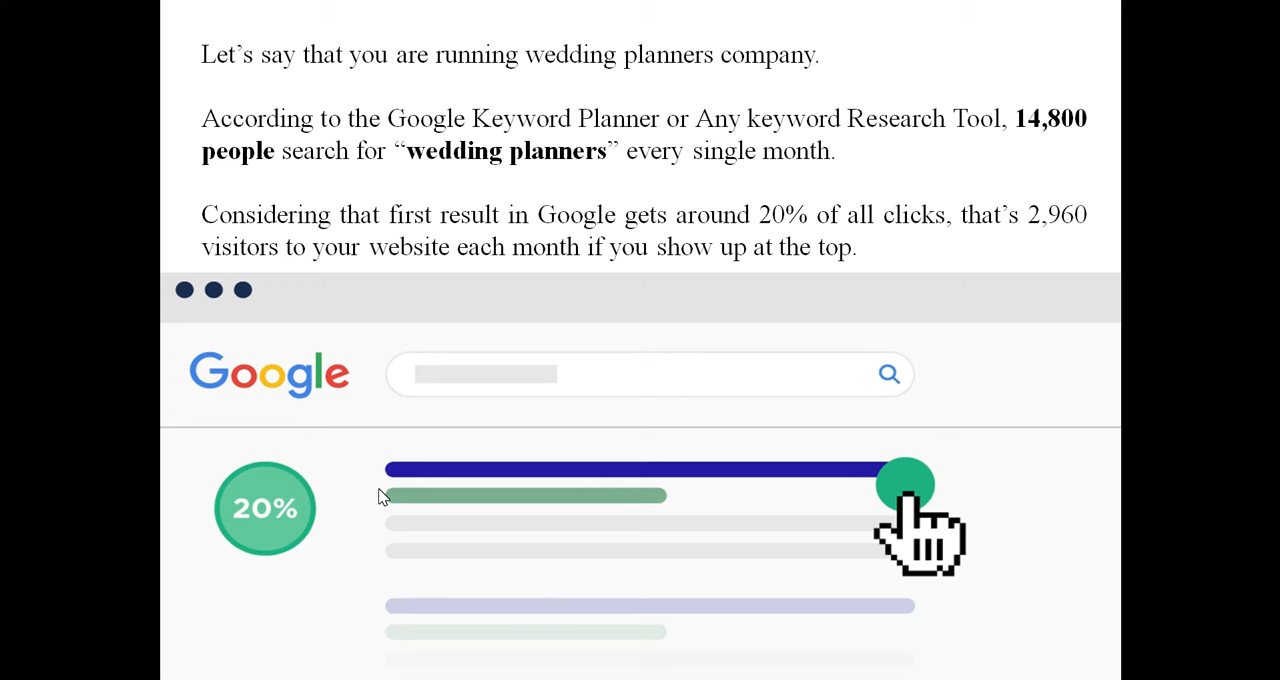 Let’s say that you are running wedding planners company.
According to the Google Keyword Planner or Any keyword Research Tool, 14,800
people search for “wedding planners” every single month.
Considering that first result in Google gets around 20% of all clicks, that’s 2,960
visitors to your website each month if you show up at the top.
Google
20%